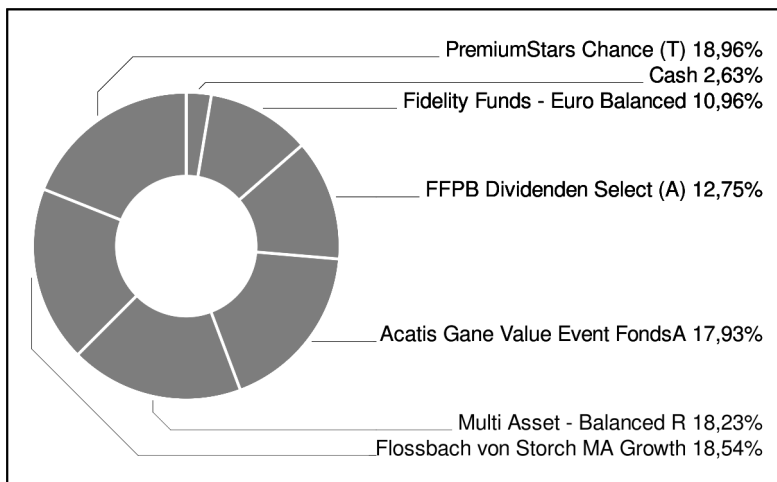 PremiumStars Chance (T) 18,96%
Cash 2,63%
Fidelity Funds - Euro Balanced 10,96%
FFPB Dividenden Select (A) 12,75%
Acatis Gane Value Event FondsA 17,93%
Multi Asset - Balanced R 18,23%
Flossbach von Storch MA Growth 18,54%